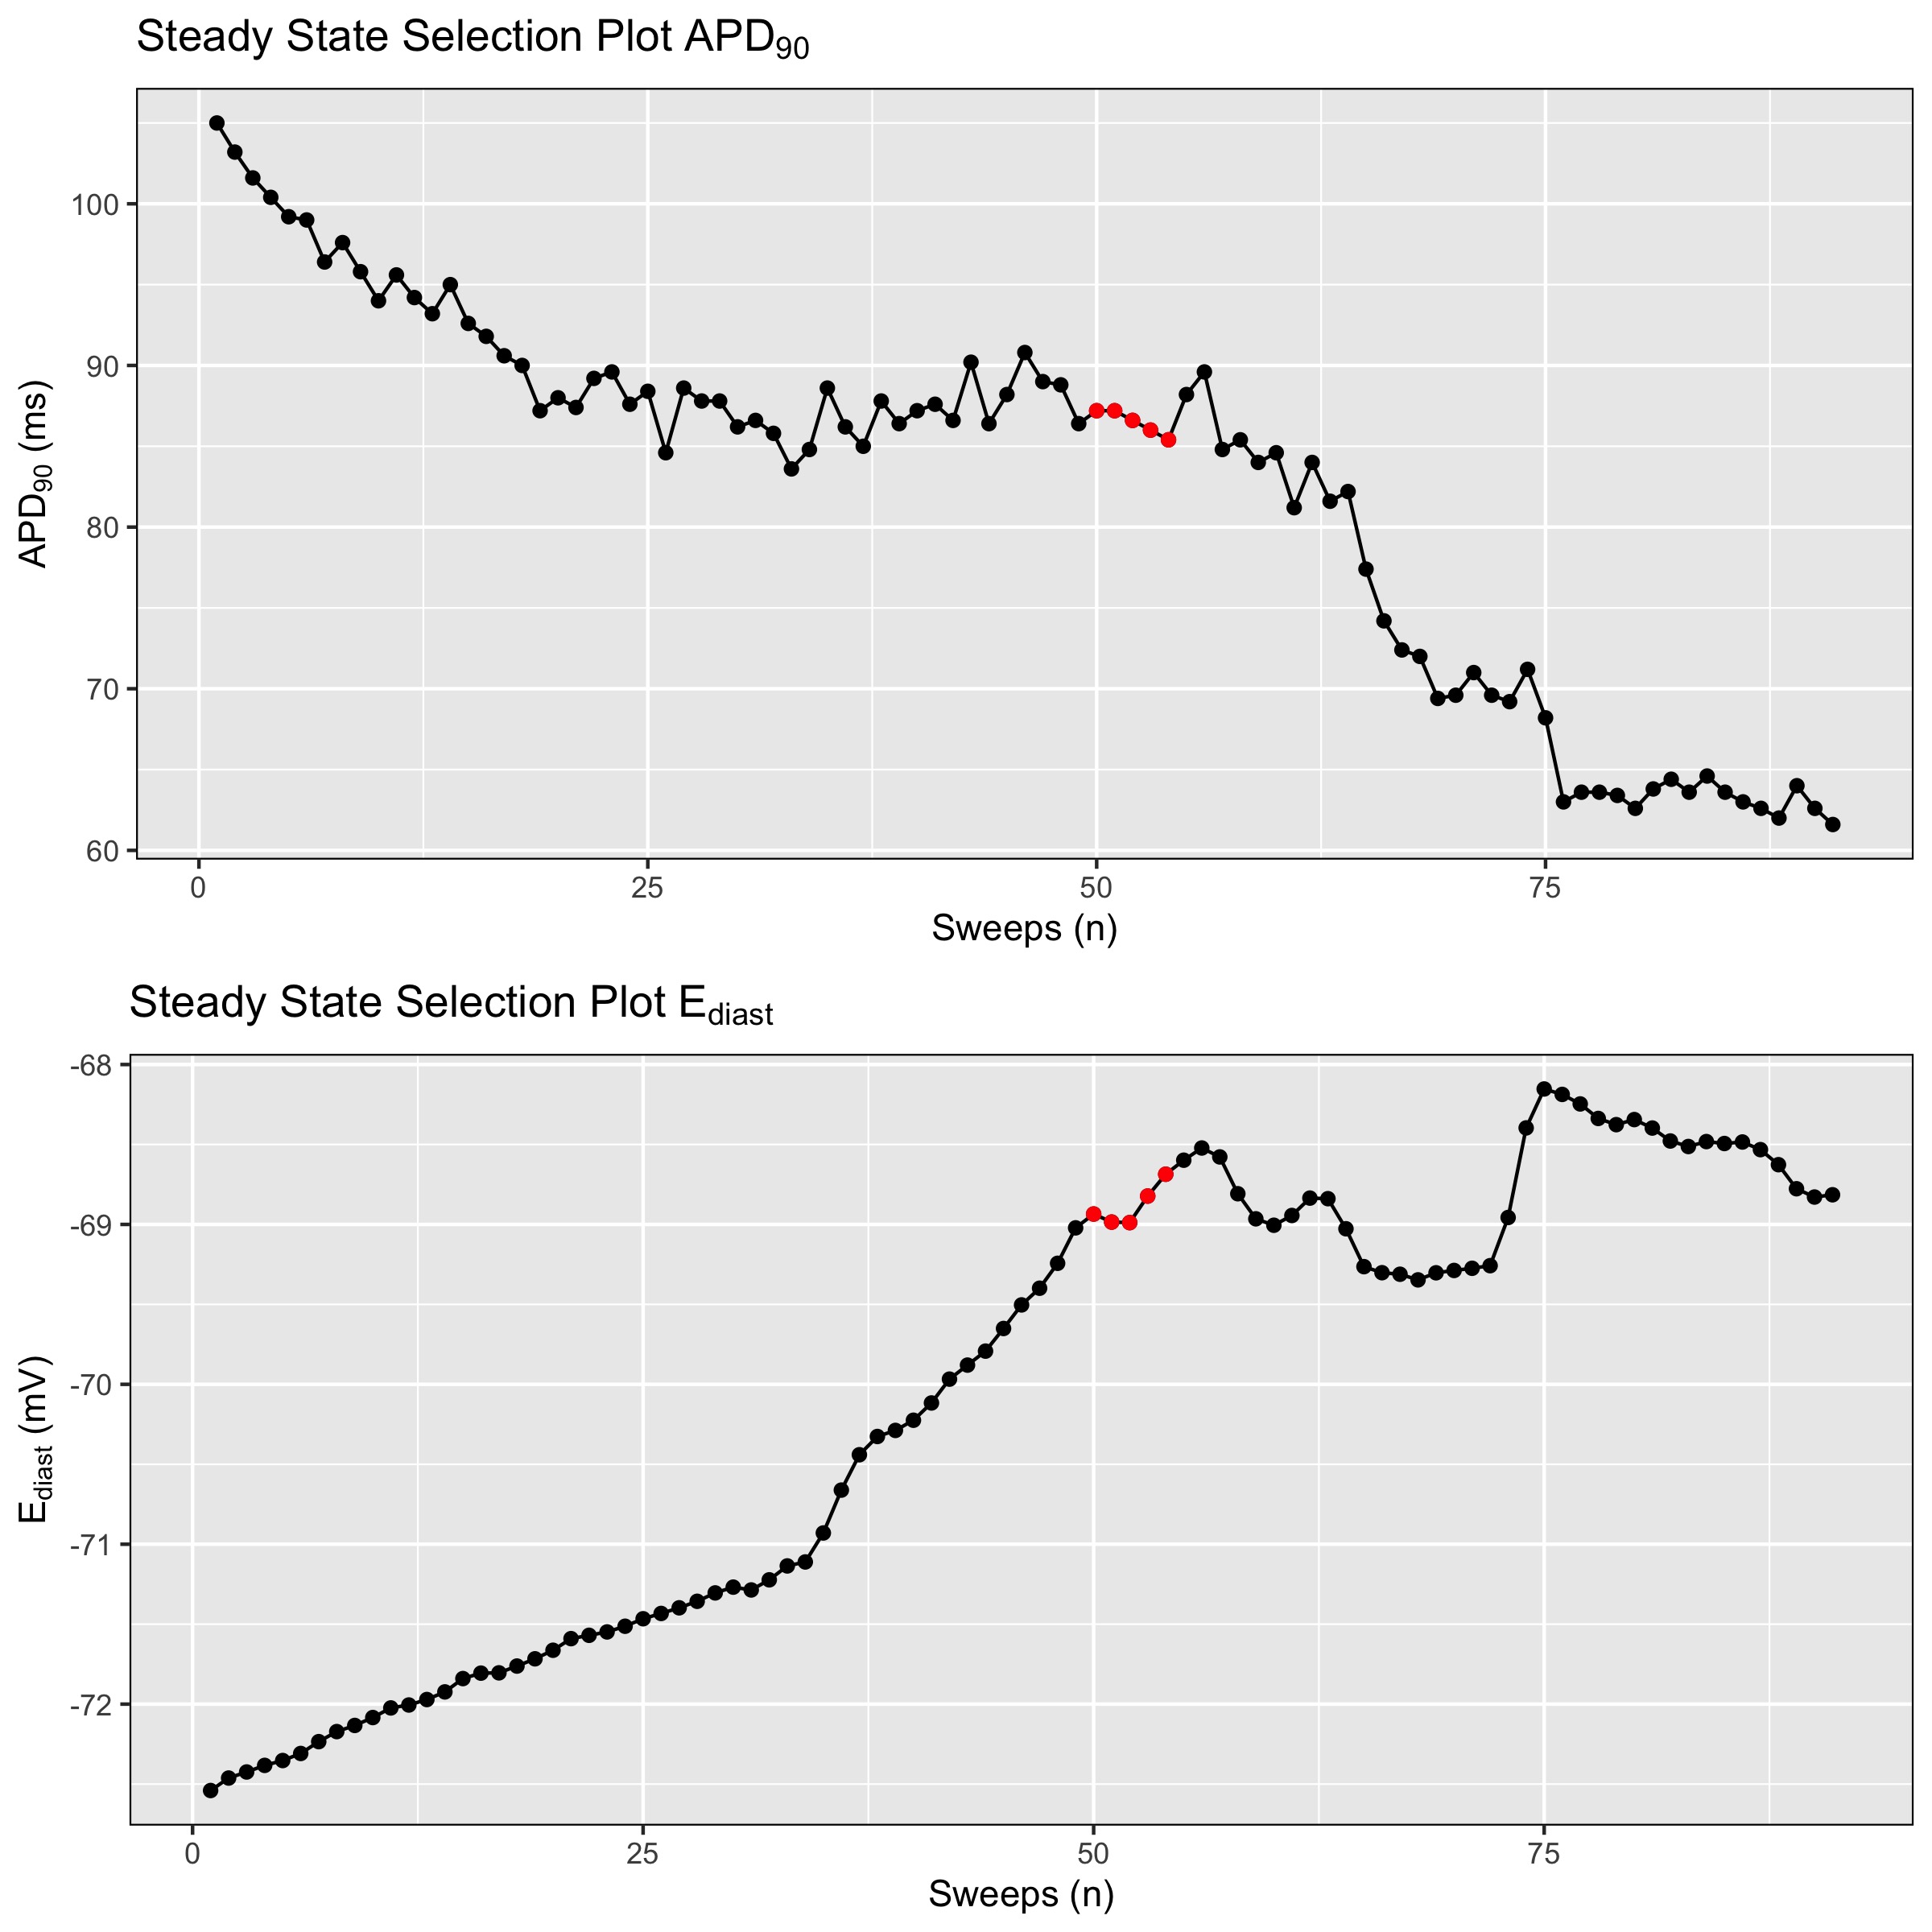 Steady State Selection Plot APD90
APD90 (ms)
100
90
80
70
60
0 25 50 75
Sweeps (n)
Steady State Selection Plot Ediast
Ediast (mV)
-68
-69
-70
-71
-72
0 25 50 75
Sweeps (n)